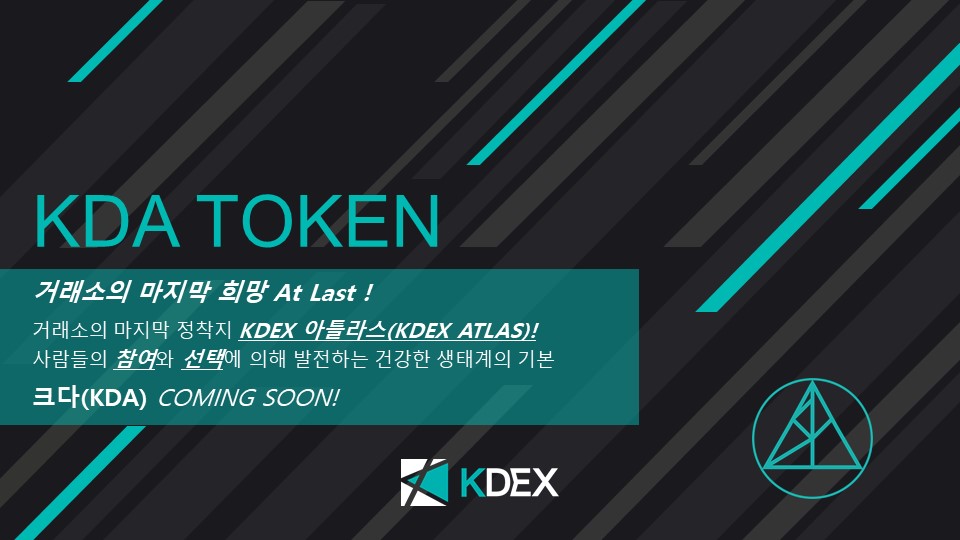 KDA TOKEN
거래소의 마지막 희망 At Last !
거래소의 마지막 정착지 KDEX 아틀라스(KDEX ATLAS)!
사람들의 참여와 선택에 의해 발전하는 건강한 생태계의 기본
크다(KDA) COMING SOON!
KDEX